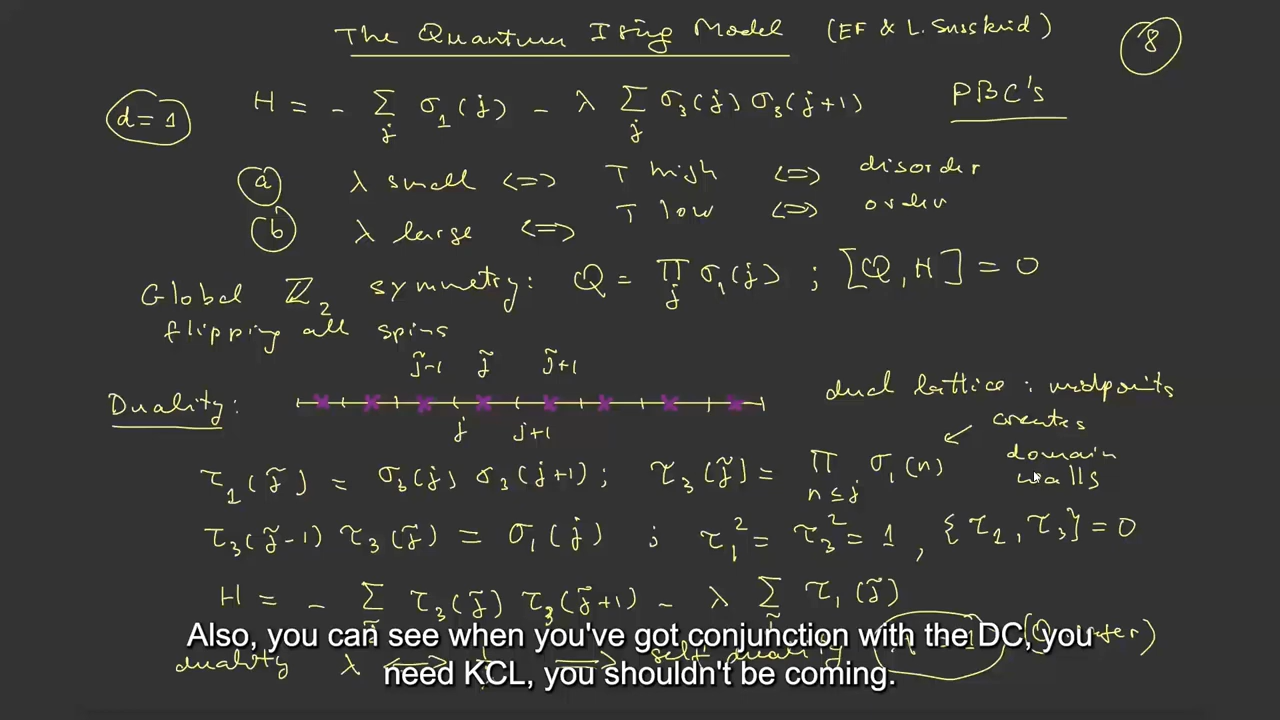 The Quantum Ising Model (EF & L. Susskind) 8
d=1 H = - Σ_j σ_1(j) - λ Σ_j σ_3(j) σ_3(j+1) PBC's
a λ small <=> T high <=> disorder
b λ large <=> T low <=> order
Global ℤ_2 symmetry: Q = Π_j σ_1(j) ; [Q, H] = 0
flipping all spins
j̃-1 j̃ j̃+1
Duality: dual lattice: midpoints
j j+1
creates
domain
walls
τ_1(j̃) = σ_3(j) σ_3(j+1); τ_3(j̃) = Π_{n≤j} σ_1(n)
τ_3(j̃-1) τ_3(j̃) = σ_1(j) ; τ_1^2 = τ_3^2 = 1, {τ_1, τ_3} = 0
H = - Σ τ_3(j̃) τ_3(j̃+1) - λ Σ τ_1(j̃)
duality λ <=> => self duality
Also, you can see when you've got conjunction with the DC, you
need KCL, you shouldn't be coming.